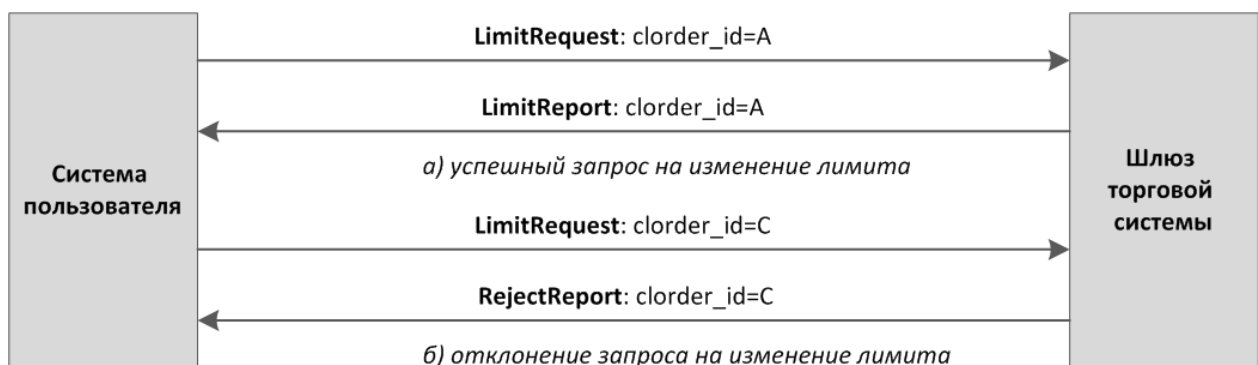 LimitRequest: clorder_id=A
LimitReport: clorder_id=A
а) успешный запрос на изменение лимита
Система
пользователя
Шлюз
торговой
системы
LimitRequest: clorder_id=C
RejectReport: clorder_id=C
б) отклонение запроса на изменение лимита